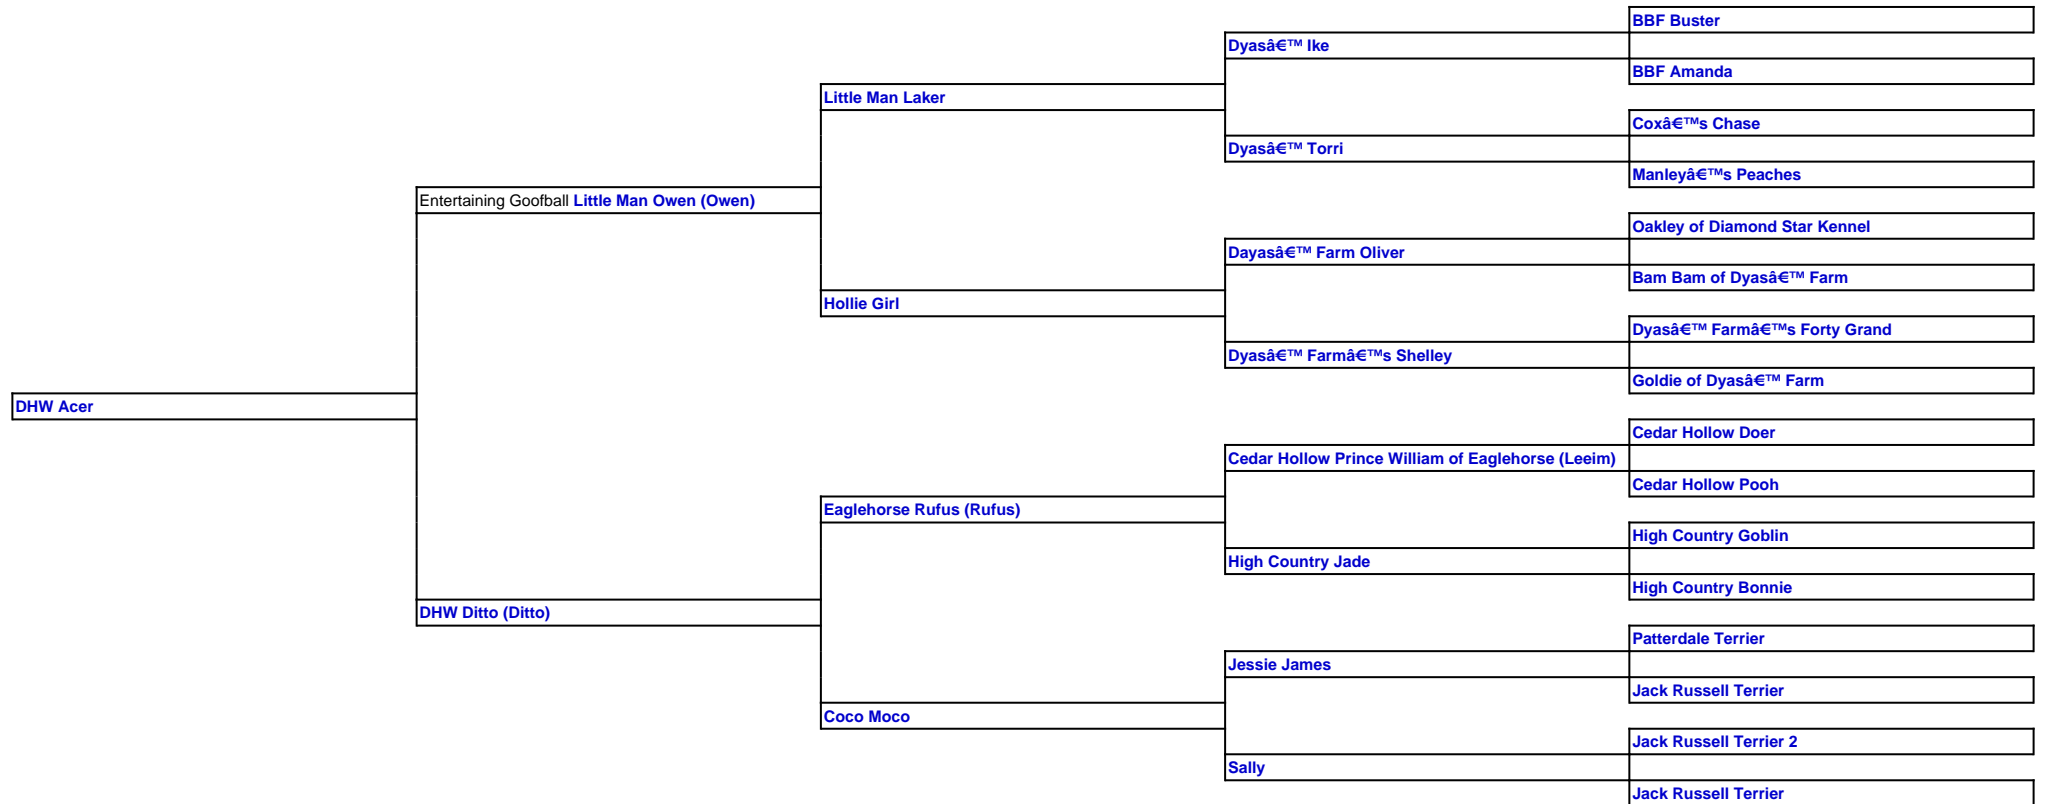 BBF Buster
Dyasâ€™ Ike
BBF Amanda
Little Man Laker
Coxâ€™s Chase
Dyasâ€™ Torri
Manleyâ€™s Peaches
Entertaining Goofball Little Man Owen (Owen)
Oakley of Diamond Star Kennel
Dayasâ€™ Farm Oliver
Bam Bam of Dyasâ€™ Farm
Hollie Girl
Dyasâ€™ Farmâ€™s Forty Grand
Dyasâ€™ Farmâ€™s Shelley
Goldie of Dyasâ€™ Farm
DHW Acer
Cedar Hollow Doer
Cedar Hollow Prince William of Eaglehorse (Leeim)
Cedar Hollow Pooh
Eaglehorse Rufus (Rufus)
High Country Goblin
High Country Jade
High Country Bonnie
DHW Ditto (Ditto)
Patterdale Terrier
Jessie James
Jack Russell Terrier
Coco Moco
Jack Russell Terrier 2
Sally
Jack Russell Terrier